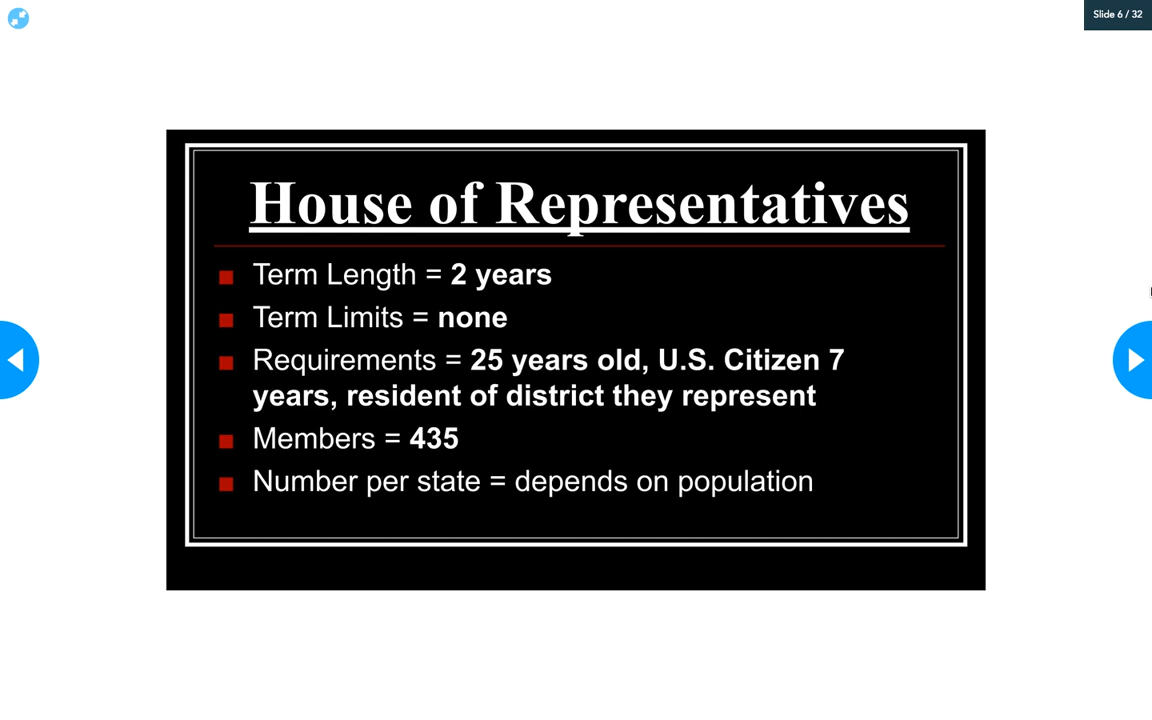 Slide 6 / 32
House of Representatives
Term Length = 2 years
Term Limits = none
Requirements = 25 years old, U.S. Citizen 7
years, resident of district they represent
Members = 435
Number per state = depends on population